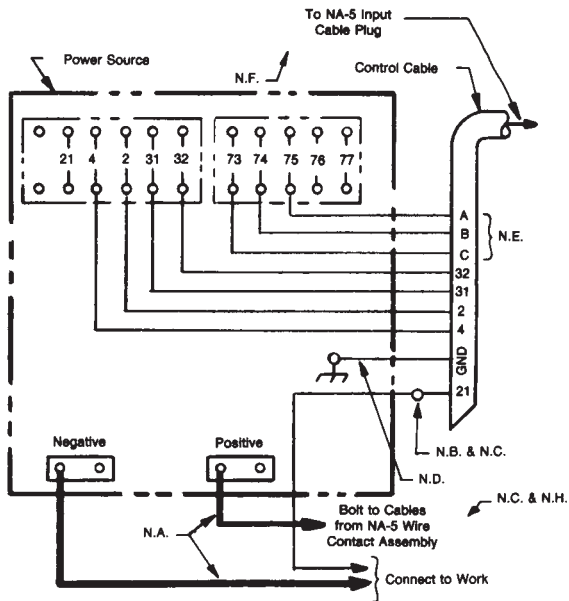 To NA-5 Input
Cable Plug
Power Source
N.F.
Control Cable
21 4 2 31 32 73 74 75 76 77
A
B
C
N.E.
32
31
2
4
GND
21
N.B. & N.C.
Negative
Positive
N.D.
N.C. & N.H.
N.A.
Bolt to Cables
from NA-5 Wire
Contact Assembly
Connect to Work